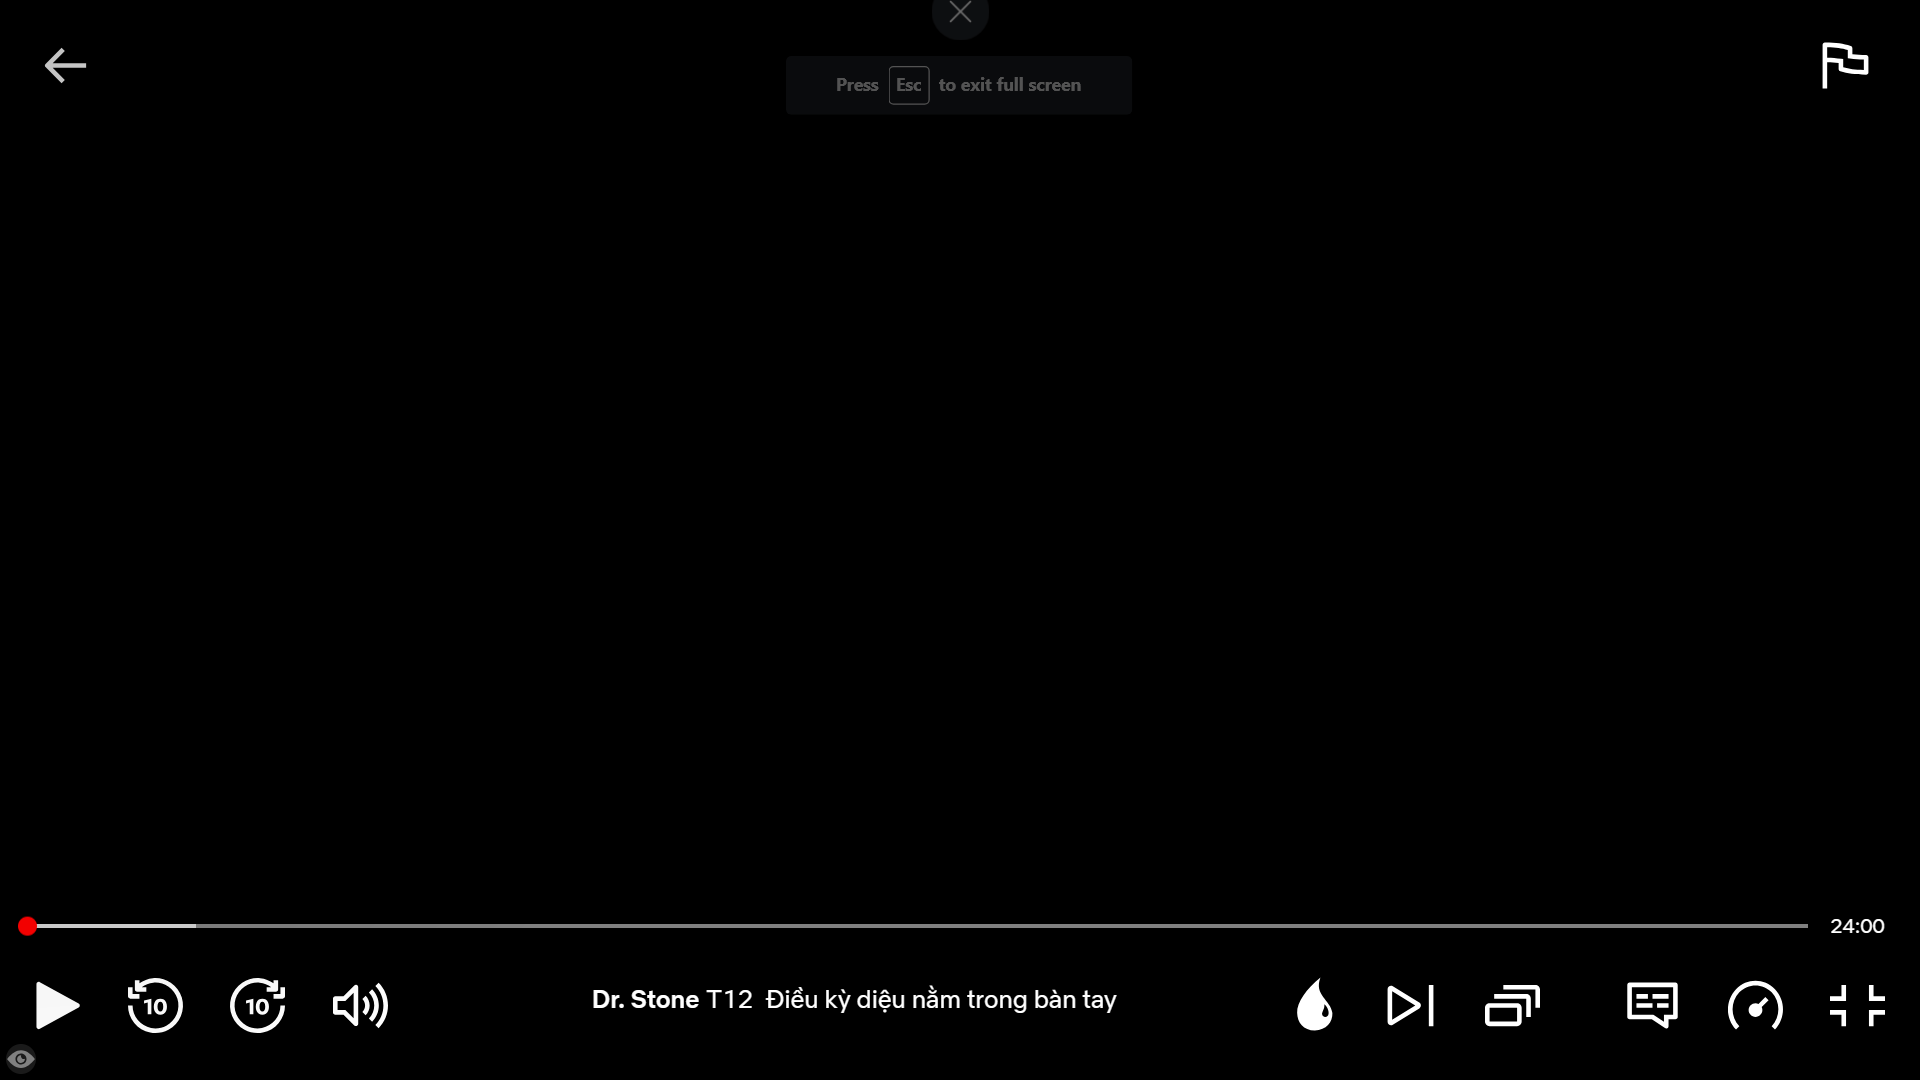 Press Esc to exit full screen
24:00
10
10
Dr. Stone T12 Điều kỳ diệu nằm trong bàn tay